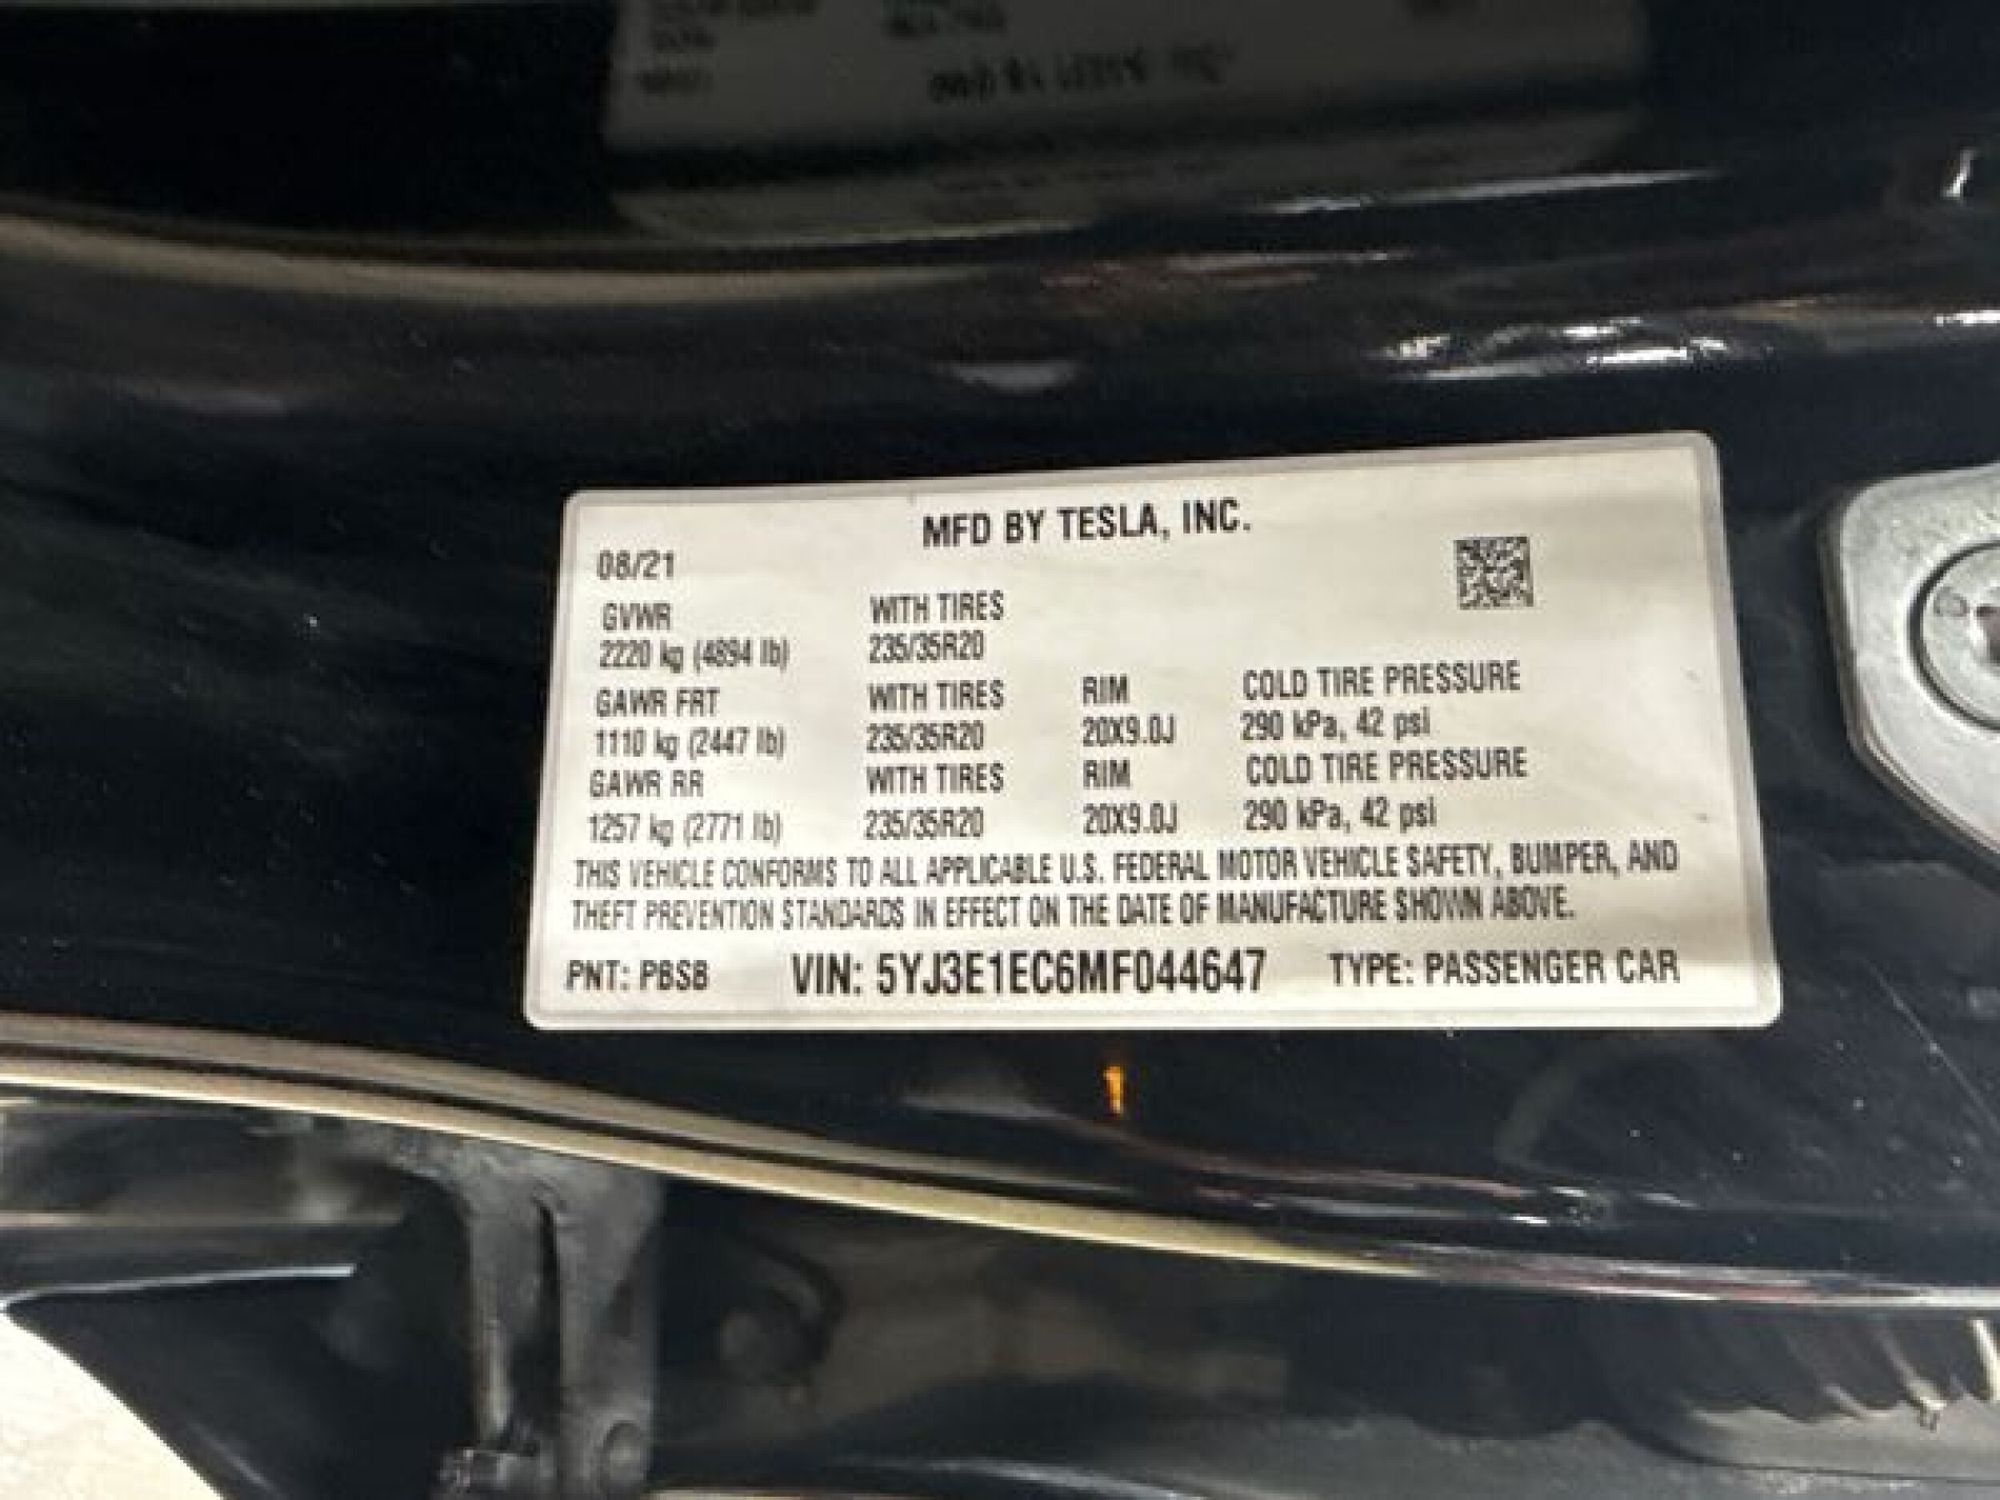 MFD BY TESLA, INC.
08/21
GVWR WITH TIRES
2220 kg (4894 lb) 235/35R20
GAWR FRT WITH TIRES RIM COLD TIRE PRESSURE
1110 kg (2447 lb) 235/35R20 20X9.0J 290 kPa, 42 psi
GAWR RR WITH TIRES RIM COLD TIRE PRESSURE
1257 kg (2771 lb) 235/35R20 20X9.0J 290 kPa, 42 psi
THIS VEHICLE CONFORMS TO ALL APPLICABLE U.S. FEDERAL MOTOR VEHICLE SAFETY, BUMPER, AND
THEFT PREVENTION STANDARDS IN EFFECT ON THE DATE OF MANUFACTURE SHOWN ABOVE.
PNT: PBSB VIN: 5YJ3E1EC6MF044647 TYPE: PASSENGER CAR